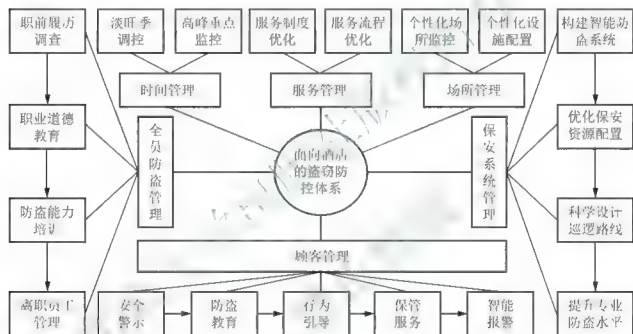 职前履历
调查
淡旺季
调控
高峰重点
监控
服务制度
优化
服务流程
优化
个性化场
所监控
个性化设
施配置
构建智能防
盗系统
时间管理
服务管理
场所管理
职业道德
教育
全员防盗管理
面向酒店
的盗窃防
控体系
保安系统管理
优化保安
资源配置
防盗能力
培训
科学设计
巡逻路线
顾客管理
离职员工
管理
安全
警示
防盗
教育
行为
引导
保管
服务
智能
报警
提升专业
防盗水平